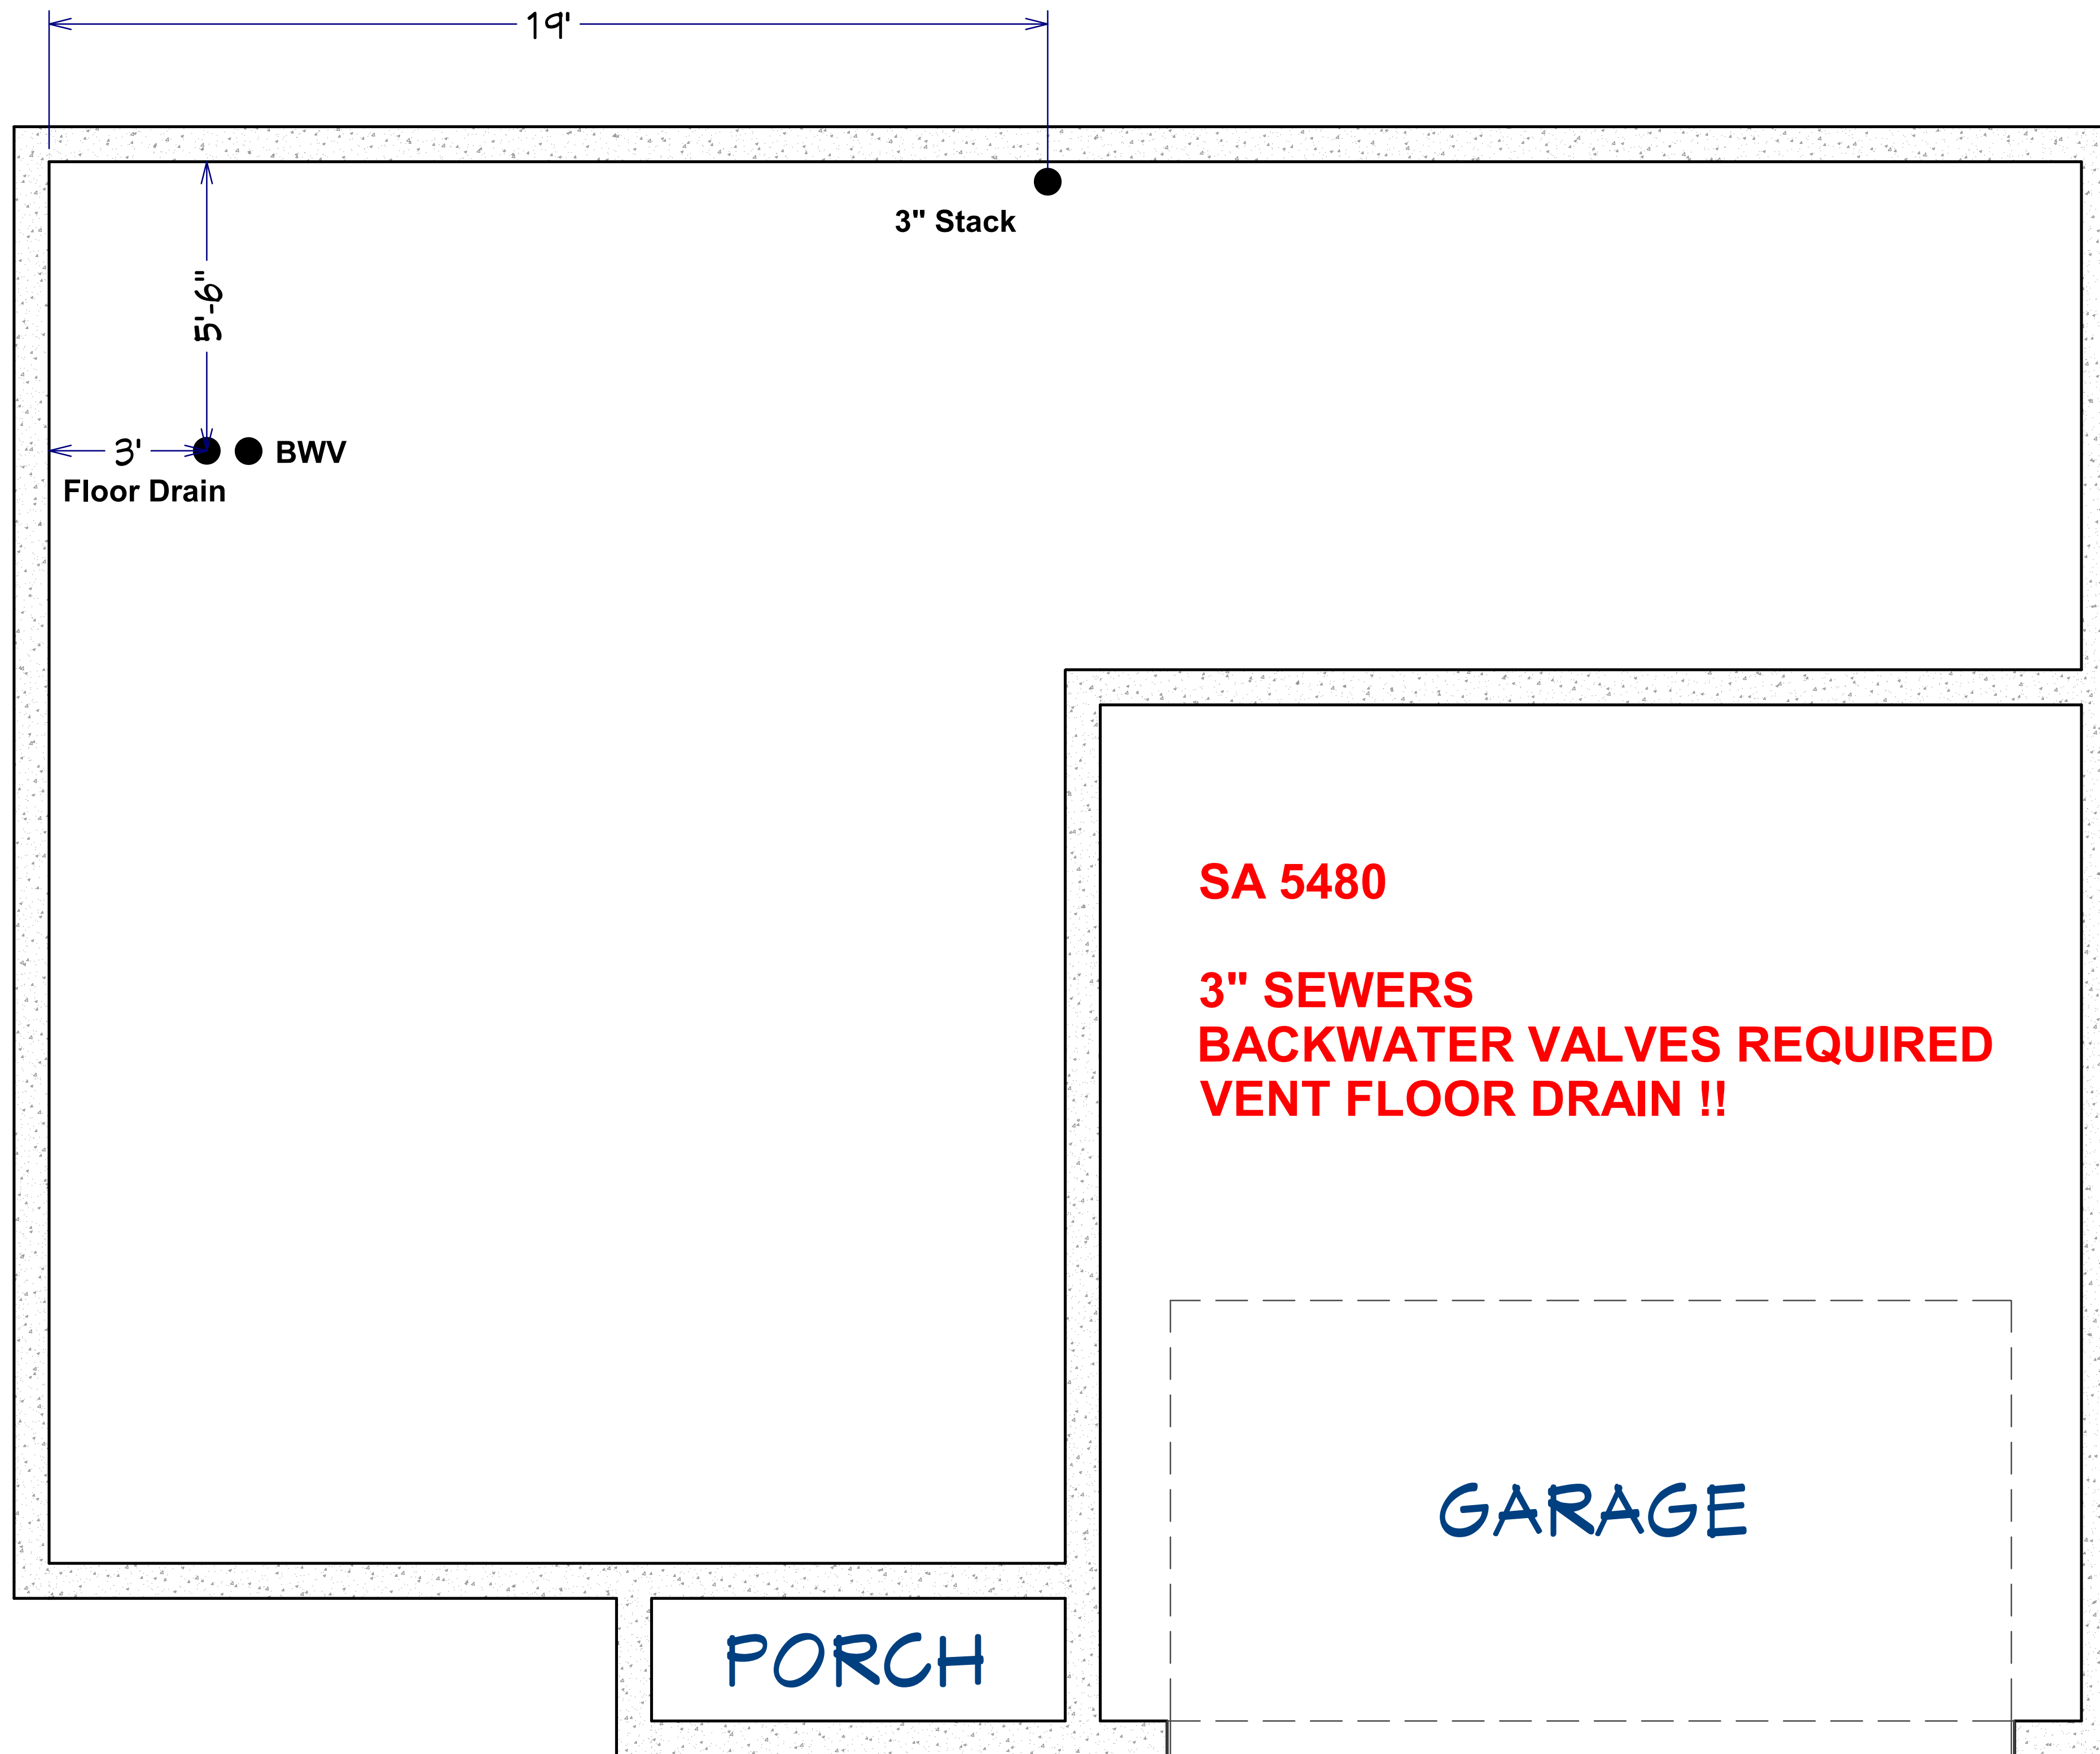 19'
3" Stack
5'-6"
3'
BWV
Floor Drain
SA 5480
3" SEWERS
BACKWATER VALVES REQUIRED
VENT FLOOR DRAIN !!
GARAGE
PORCH